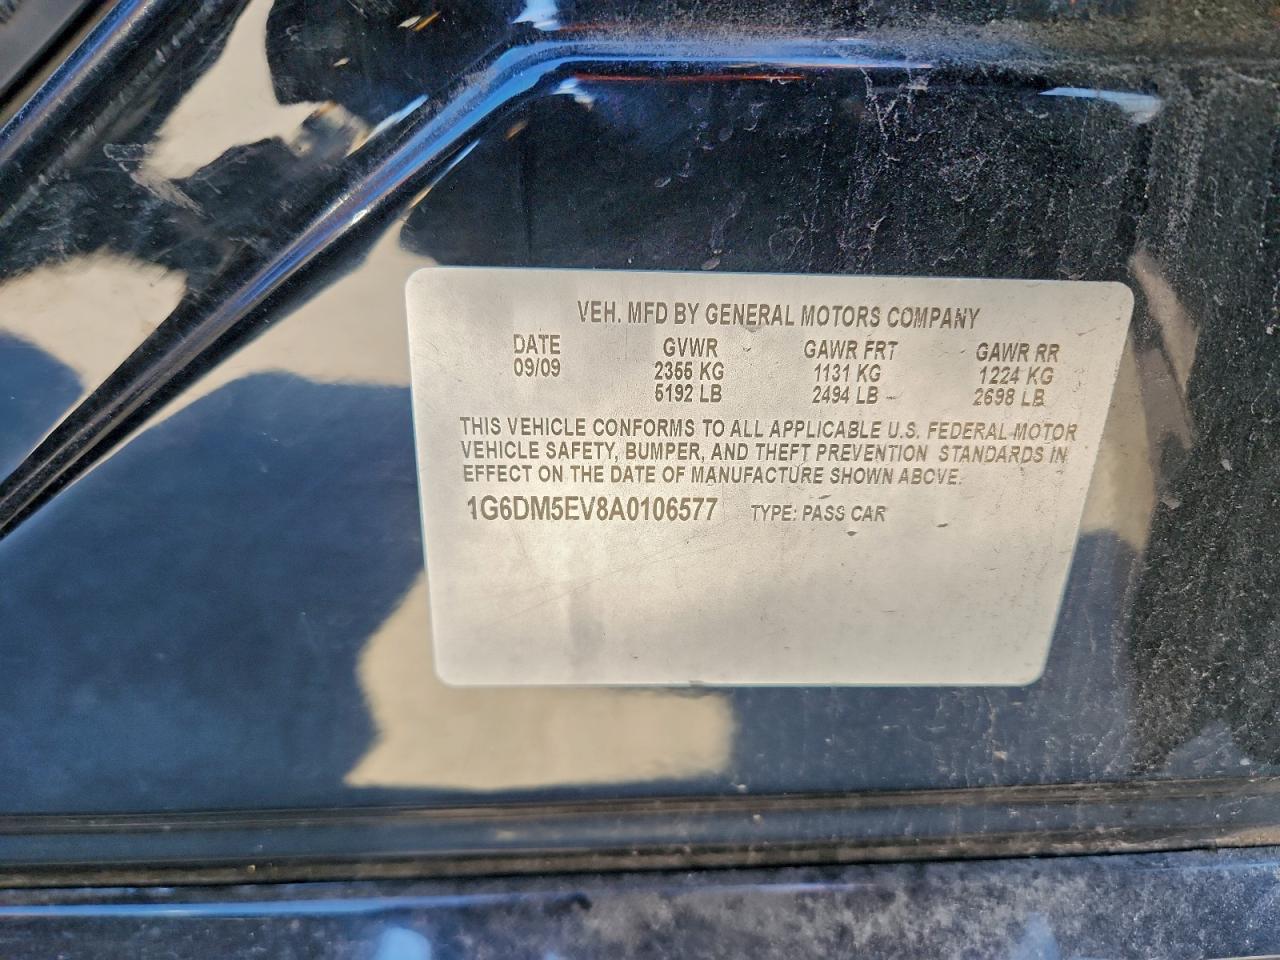 VEH. MFD BY GENERAL MOTORS COMPANY
DATE GVWR GAWR FRT GAWR RR
09/09 2355 KG 1131 KG 1224 KG
5192 LB 2494 LB 2698 LB
THIS VEHICLE CONFORMS TO ALL APPLICABLE U.S. FEDERAL MOTOR
VEHICLE SAFETY, BUMPER, AND THEFT PREVENTION STANDARDS IN
EFFECT ON THE DATE OF MANUFACTURE SHOWN ABOVE.
1G6DM5EV8A0106577 TYPE: PASS CAR